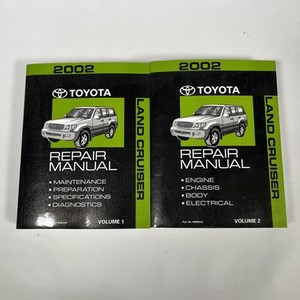 2002
TOYOTA
LAND CRUISER
REPAIR
MANUAL
• MAINTENANCE
• PREPARATION
• SPECIFICATIONS
• DIAGNOSTICS
VOLUME 1
2002
TOYOTA
LAND CRUISER
REPAIR
MANUAL
• ENGINE
• CHASSIS
• BODY
• ELECTRICAL
VOLUME 2